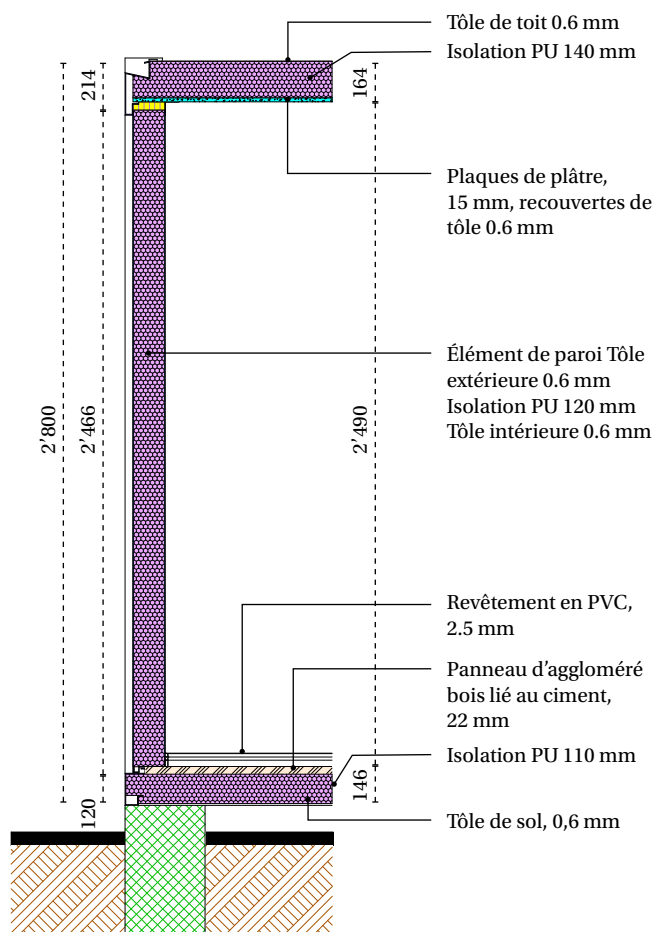 Tôle de toit 0.6 mm
Isolation PU 140 mm
214
164
Plaques de plâtre,
15 mm, recouvertes de
tôle 0.6 mm
Élément de paroi Tôle
extérieure 0.6 mm
Isolation PU 120 mm
Tôle intérieure 0.6 mm
2’800
2’466
2’490
Revêtement en PVC,
2.5 mm
Panneau d’aggloméré
bois lié au ciment,
22 mm
Isolation PU 110 mm
146
120
Tôle de sol, 0,6 mm